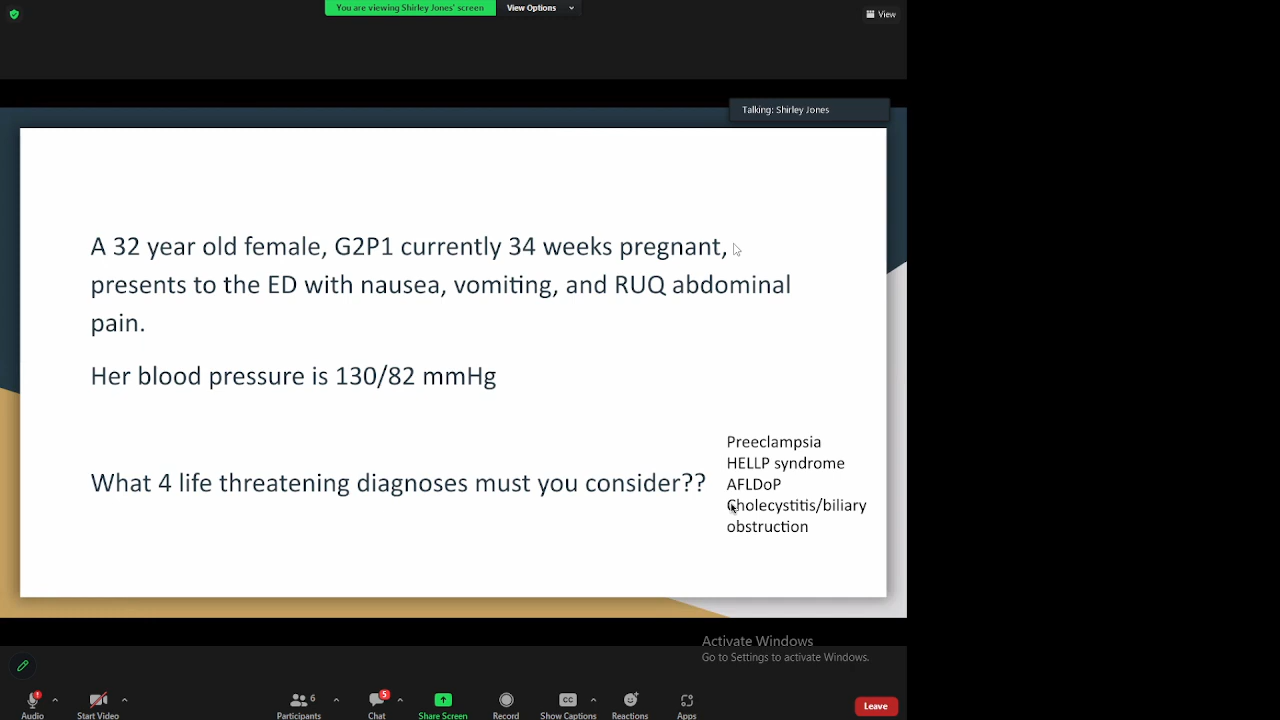 You are viewing Shirley Jones' screen
View Options
View
Talking: Shirley Jones
A 32 year old female, G2P1 currently 34 weeks pregnant,
presents to the ED with nausea, vomiting, and RUQ abdominal
pain.
Her blood pressure is 130/82 mmHg
What 4 life threatening diagnoses must you consider??
Preeclampsia
HELLP syndrome
AFLDoP
Cholecystitis/biliary
obstruction
Activate Windows
Go to Settings to activate Windows.
6
5
Audio
Start Video
Participants
Chat
Share Screen
Record
CC
Show Captions
Reactions
Apps
Leave